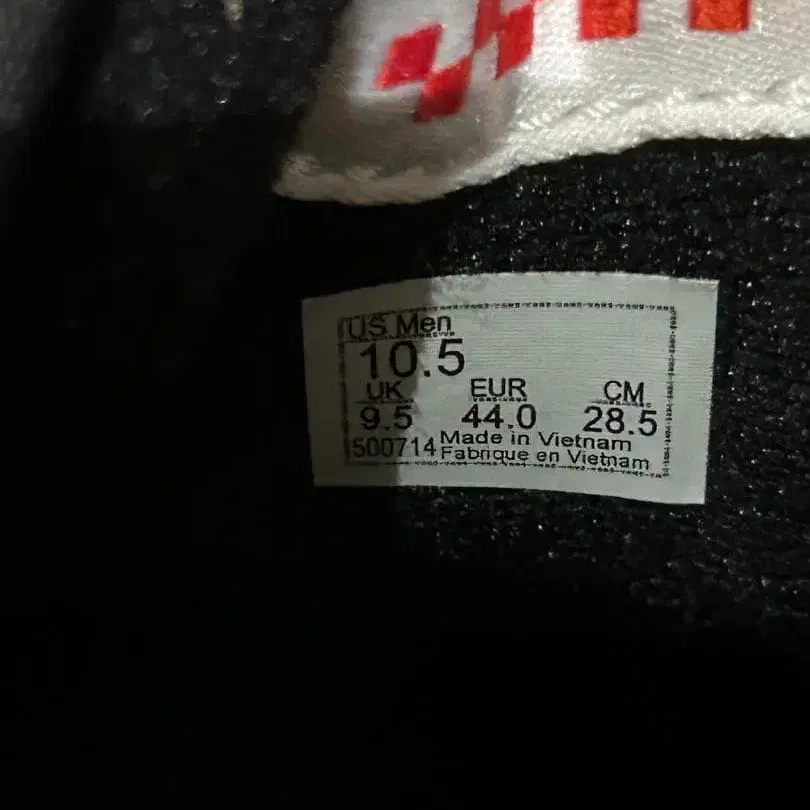 US Men
10.5
UK EUR CM
9.5 44.0 28.5
500714 Made in Vietnam
Fabrique en Vietnam